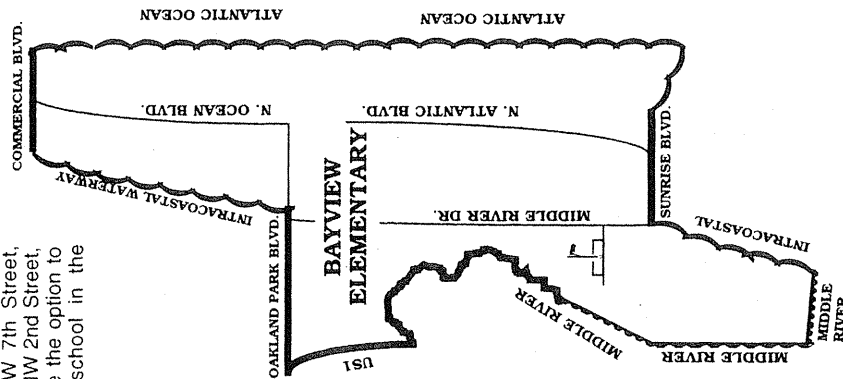 W 7th Street,
IW 2nd Street,
e the option to
school in the
ATLANTIC OCEAN
ATLANTIC OCEAN
COMMERCIAL BLVD.
N. OCEAN BLVD.
N. ATLANTIC BLVD.
INTRACOASTAL WATERWAY
BAYVIEW
ELEMENTARY
SUNRISE BLVD.
OAKLAND PARK BLVD.
MIDDLE RIVER DR.
INTRACOASTAL
US1
MIDDLE RIVER
MIDDLE RIVER
MIDDLE
RIVER